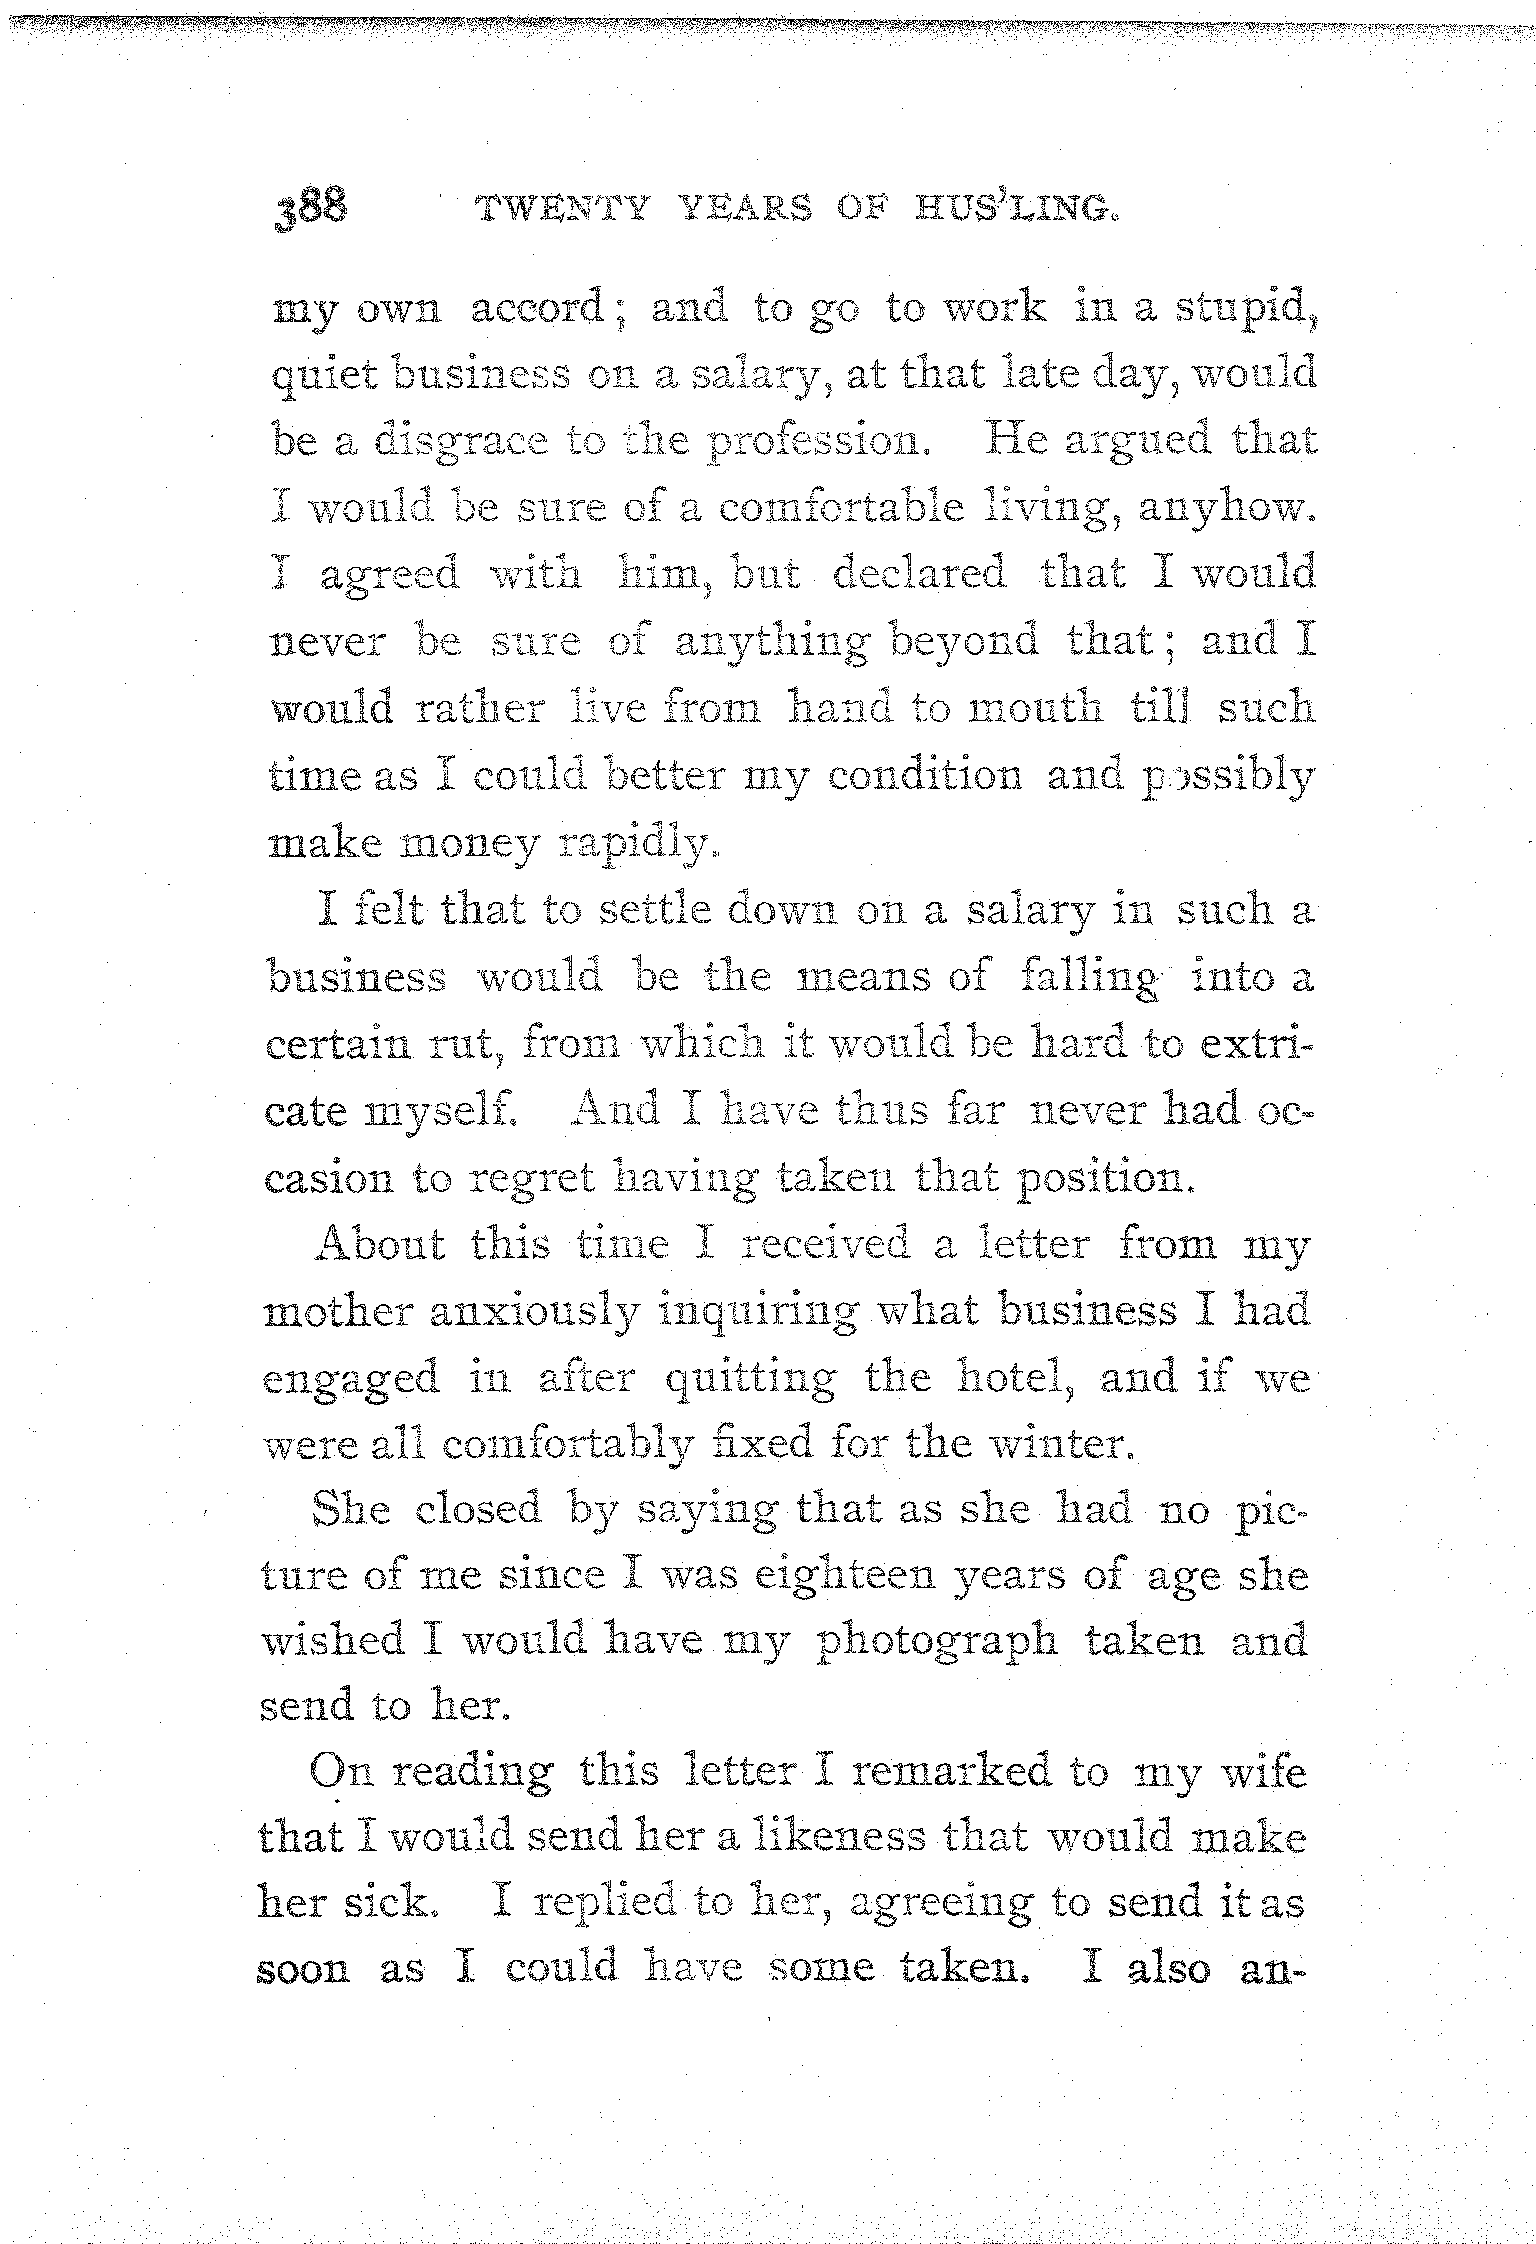 388 TWENTY YEARS OF HUS'LING.
my own accord; and to go to work in a stupid,
quiet business on a salary, at that late day, would
be a disgrace to the profession. He argued that
I would be sure of a comfortable living, anyhow.
I agreed with him, but declared that I would
never be sure of anything beyond that; and I
would rather live from hand to mouth till such
time as I could better my condition and possibly
make money rapidly.
I felt that to settle down on a salary in such a
business would be the means of falling into a
certain rut, from which it would be hard to extri-
cate myself. And I have thus far never had oc-
casion to regret having taken that position.
About this time I received a letter from my
mother anxiously inquiring what business I had
engaged in after quitting the hotel, and if we
were all comfortably fixed for the winter.
She closed by saying that as she had no pic-
ture of me since I was eighteen years of age she
wished I would have my photograph taken and
send to her.
On reading this letter I remarked to my wife
that I would send her a likeness that would make
her sick. I replied to her, agreeing to send it as
soon as I could have some taken. I also an-